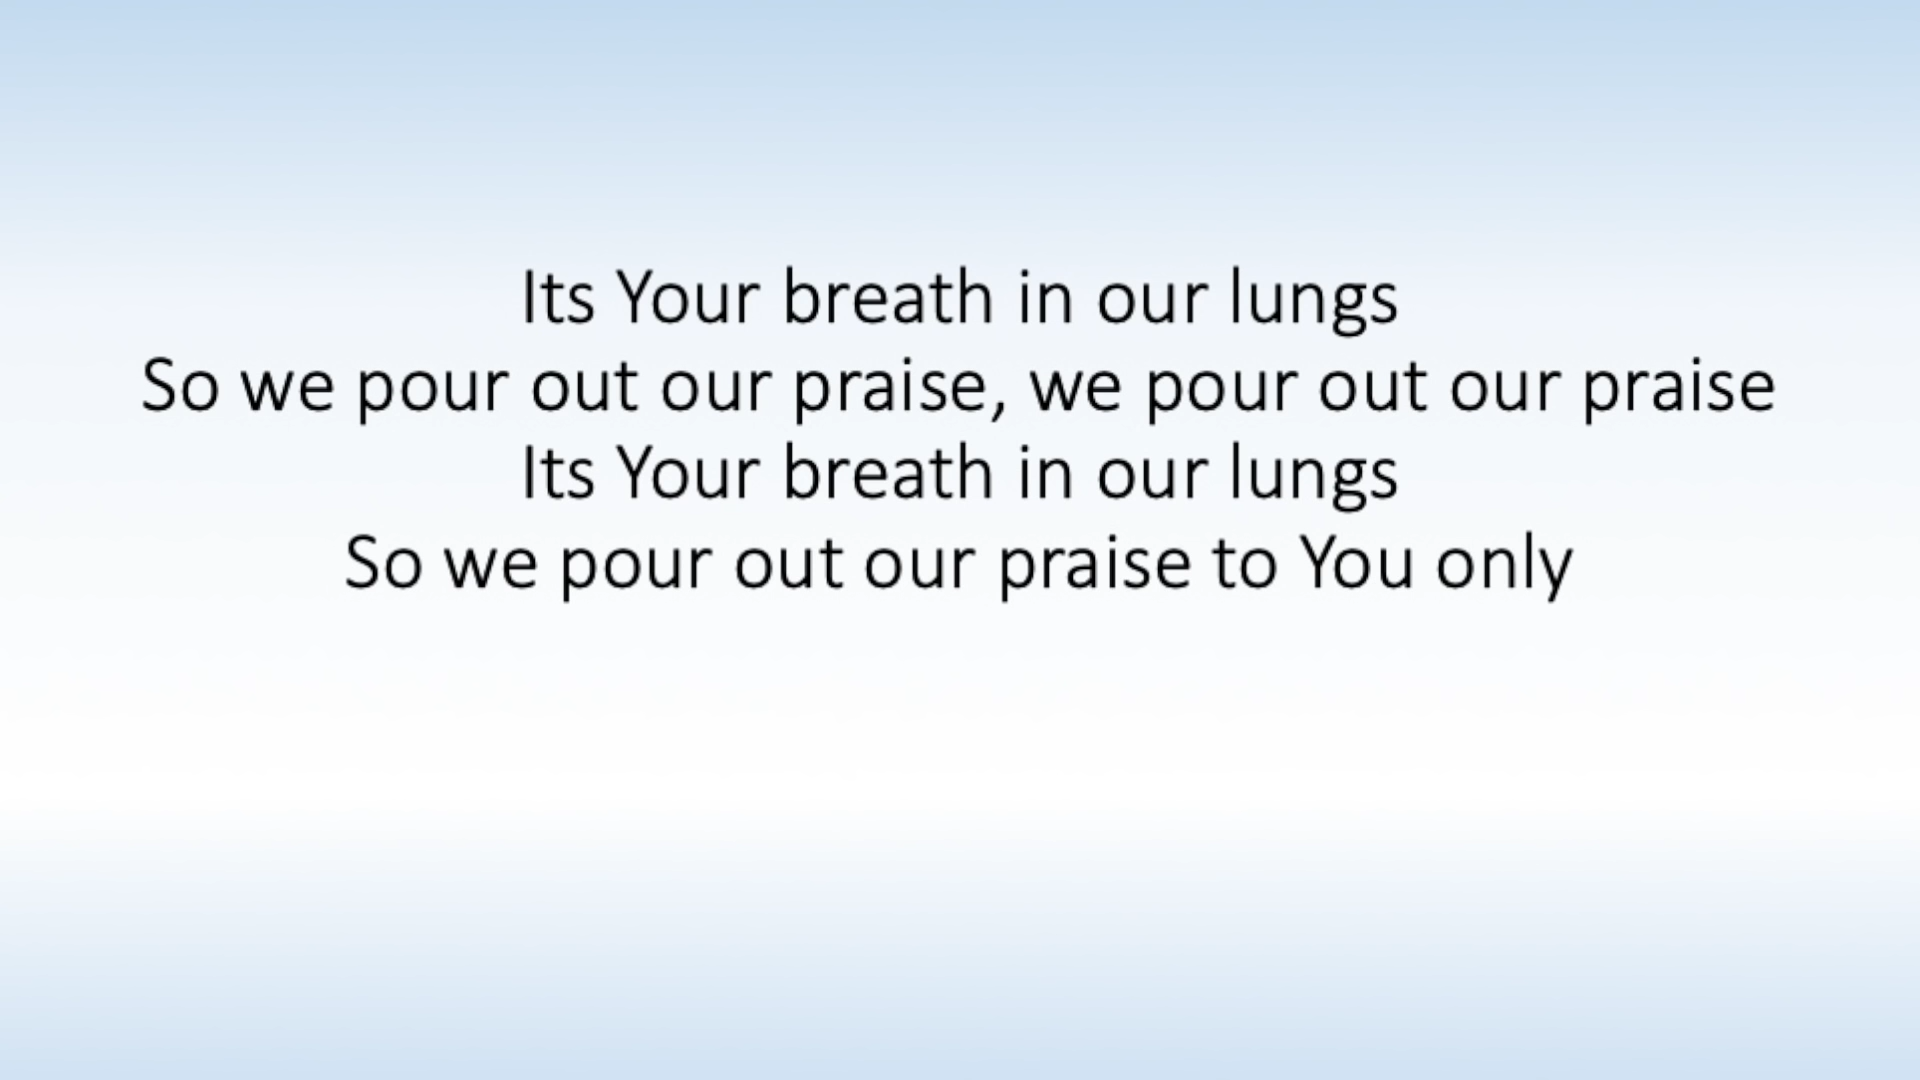 Its Your breath in our lungs
So we pour out our praise, we pour out our praise
Its Your breath in our lungs
So we pour out our praise to You only